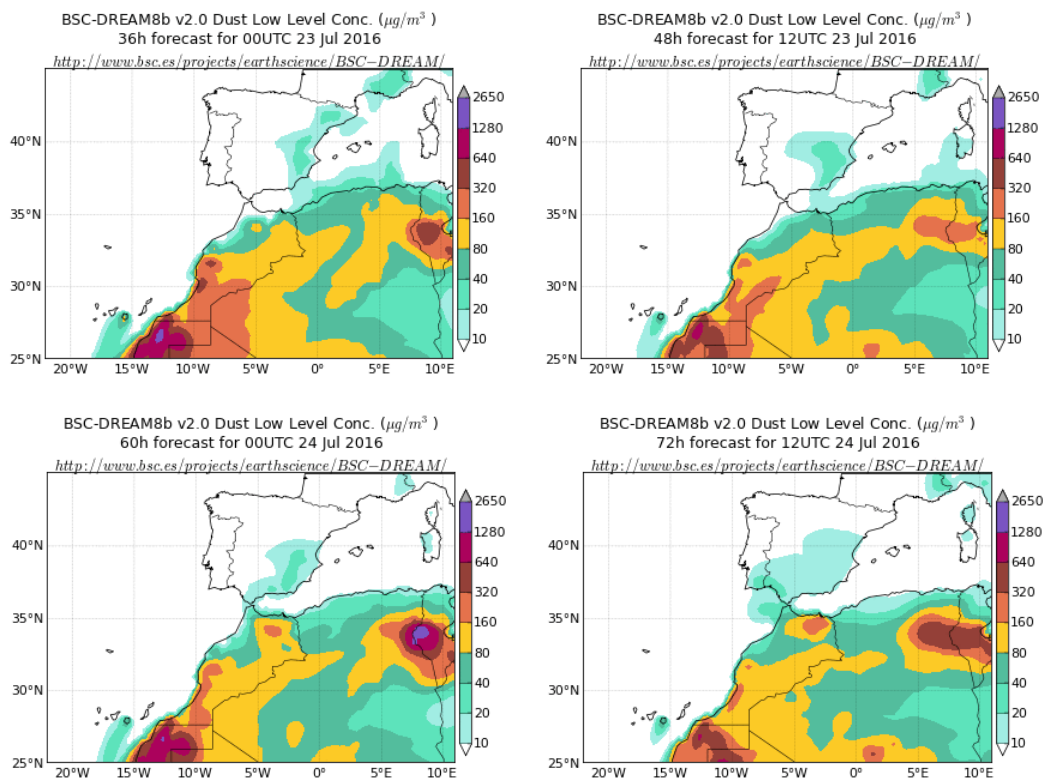 BSC-DREAM8b v2.0 Dust Low Level Conc. (μg/m³ )
36h forecast for 00UTC 23 Jul 2016
http://www.bsc.es/projects/earthscience/BSC−DREAM/
40°N
35°N
30°N
25°N
20°W 15°W 10°W 5°W 0° 5°E 10°E
2650
1280
640
320
160
80
40
20
10
BSC-DREAM8b v2.0 Dust Low Level Conc. (μg/m³ )
48h forecast for 12UTC 23 Jul 2016
http://www.bsc.es/projects/earthscience/BSC−DREAM/
40°N
35°N
30°N
25°N
20°W 15°W 10°W 5°W 0° 5°E 10°E
2650
1280
640
320
160
80
40
20
10
BSC-DREAM8b v2.0 Dust Low Level Conc. (μg/m³ )
60h forecast for 00UTC 24 Jul 2016
http://www.bsc.es/projects/earthscience/BSC−DREAM/
40°N
35°N
30°N
25°N
20°W 15°W 10°W 5°W 0° 5°E 10°E
2650
1280
640
320
160
80
40
20
10
BSC-DREAM8b v2.0 Dust Low Level Conc. (μg/m³ )
72h forecast for 12UTC 24 Jul 2016
http://www.bsc.es/projects/earthscience/BSC−DREAM/
40°N
35°N
30°N
25°N
20°W 15°W 10°W 5°W 0° 5°E 10°E
2650
1280
640
320
160
80
40
20
10